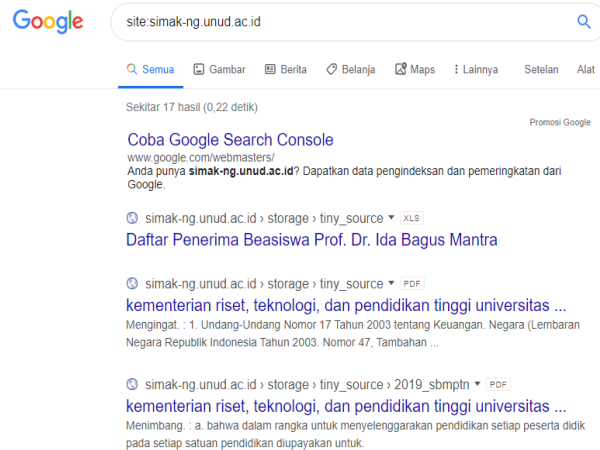 Google
site:simak-ng.unud.ac.id
Semua Gambar Berita Belanja Maps Lainnya Setelan Alat
Sekitar 17 hasil (0,22 detik)
Promosi Google
Coba Google Search Console
www.google.com/webmasters/
Anda punya simak-ng.unud.ac.id? Dapatkan data pengindeksan dan pemeringkatan dari
Google.
simak-ng.unud.ac.id › storage › tiny_source ▼ XLS
Daftar Penerima Beasiswa Prof. Dr. Ida Bagus Mantra
simak-ng.unud.ac.id › storage › tiny_source ▼ PDF
kementerian riset, teknologi, dan pendidikan tinggi universitas ...
Mengingat. : 1. Undang-Undang Nomor 17 Tahun 2003 tentang Keuangan. Negara (Lembaran
Negara Republik Indonesia Tahun 2003. Nomor 47, Tambahan ...
simak-ng.unud.ac.id › storage › tiny_source › 2019_sbmptn ▼ PDF
kementerian riset, teknologi, dan pendidikan tinggi universitas ...
Menimbang. : a. bahwa dalam rangka untuk menyelenggarakan pendidikan setiap peserta didik
pada setiap satuan pendidikan diupayakan untuk.